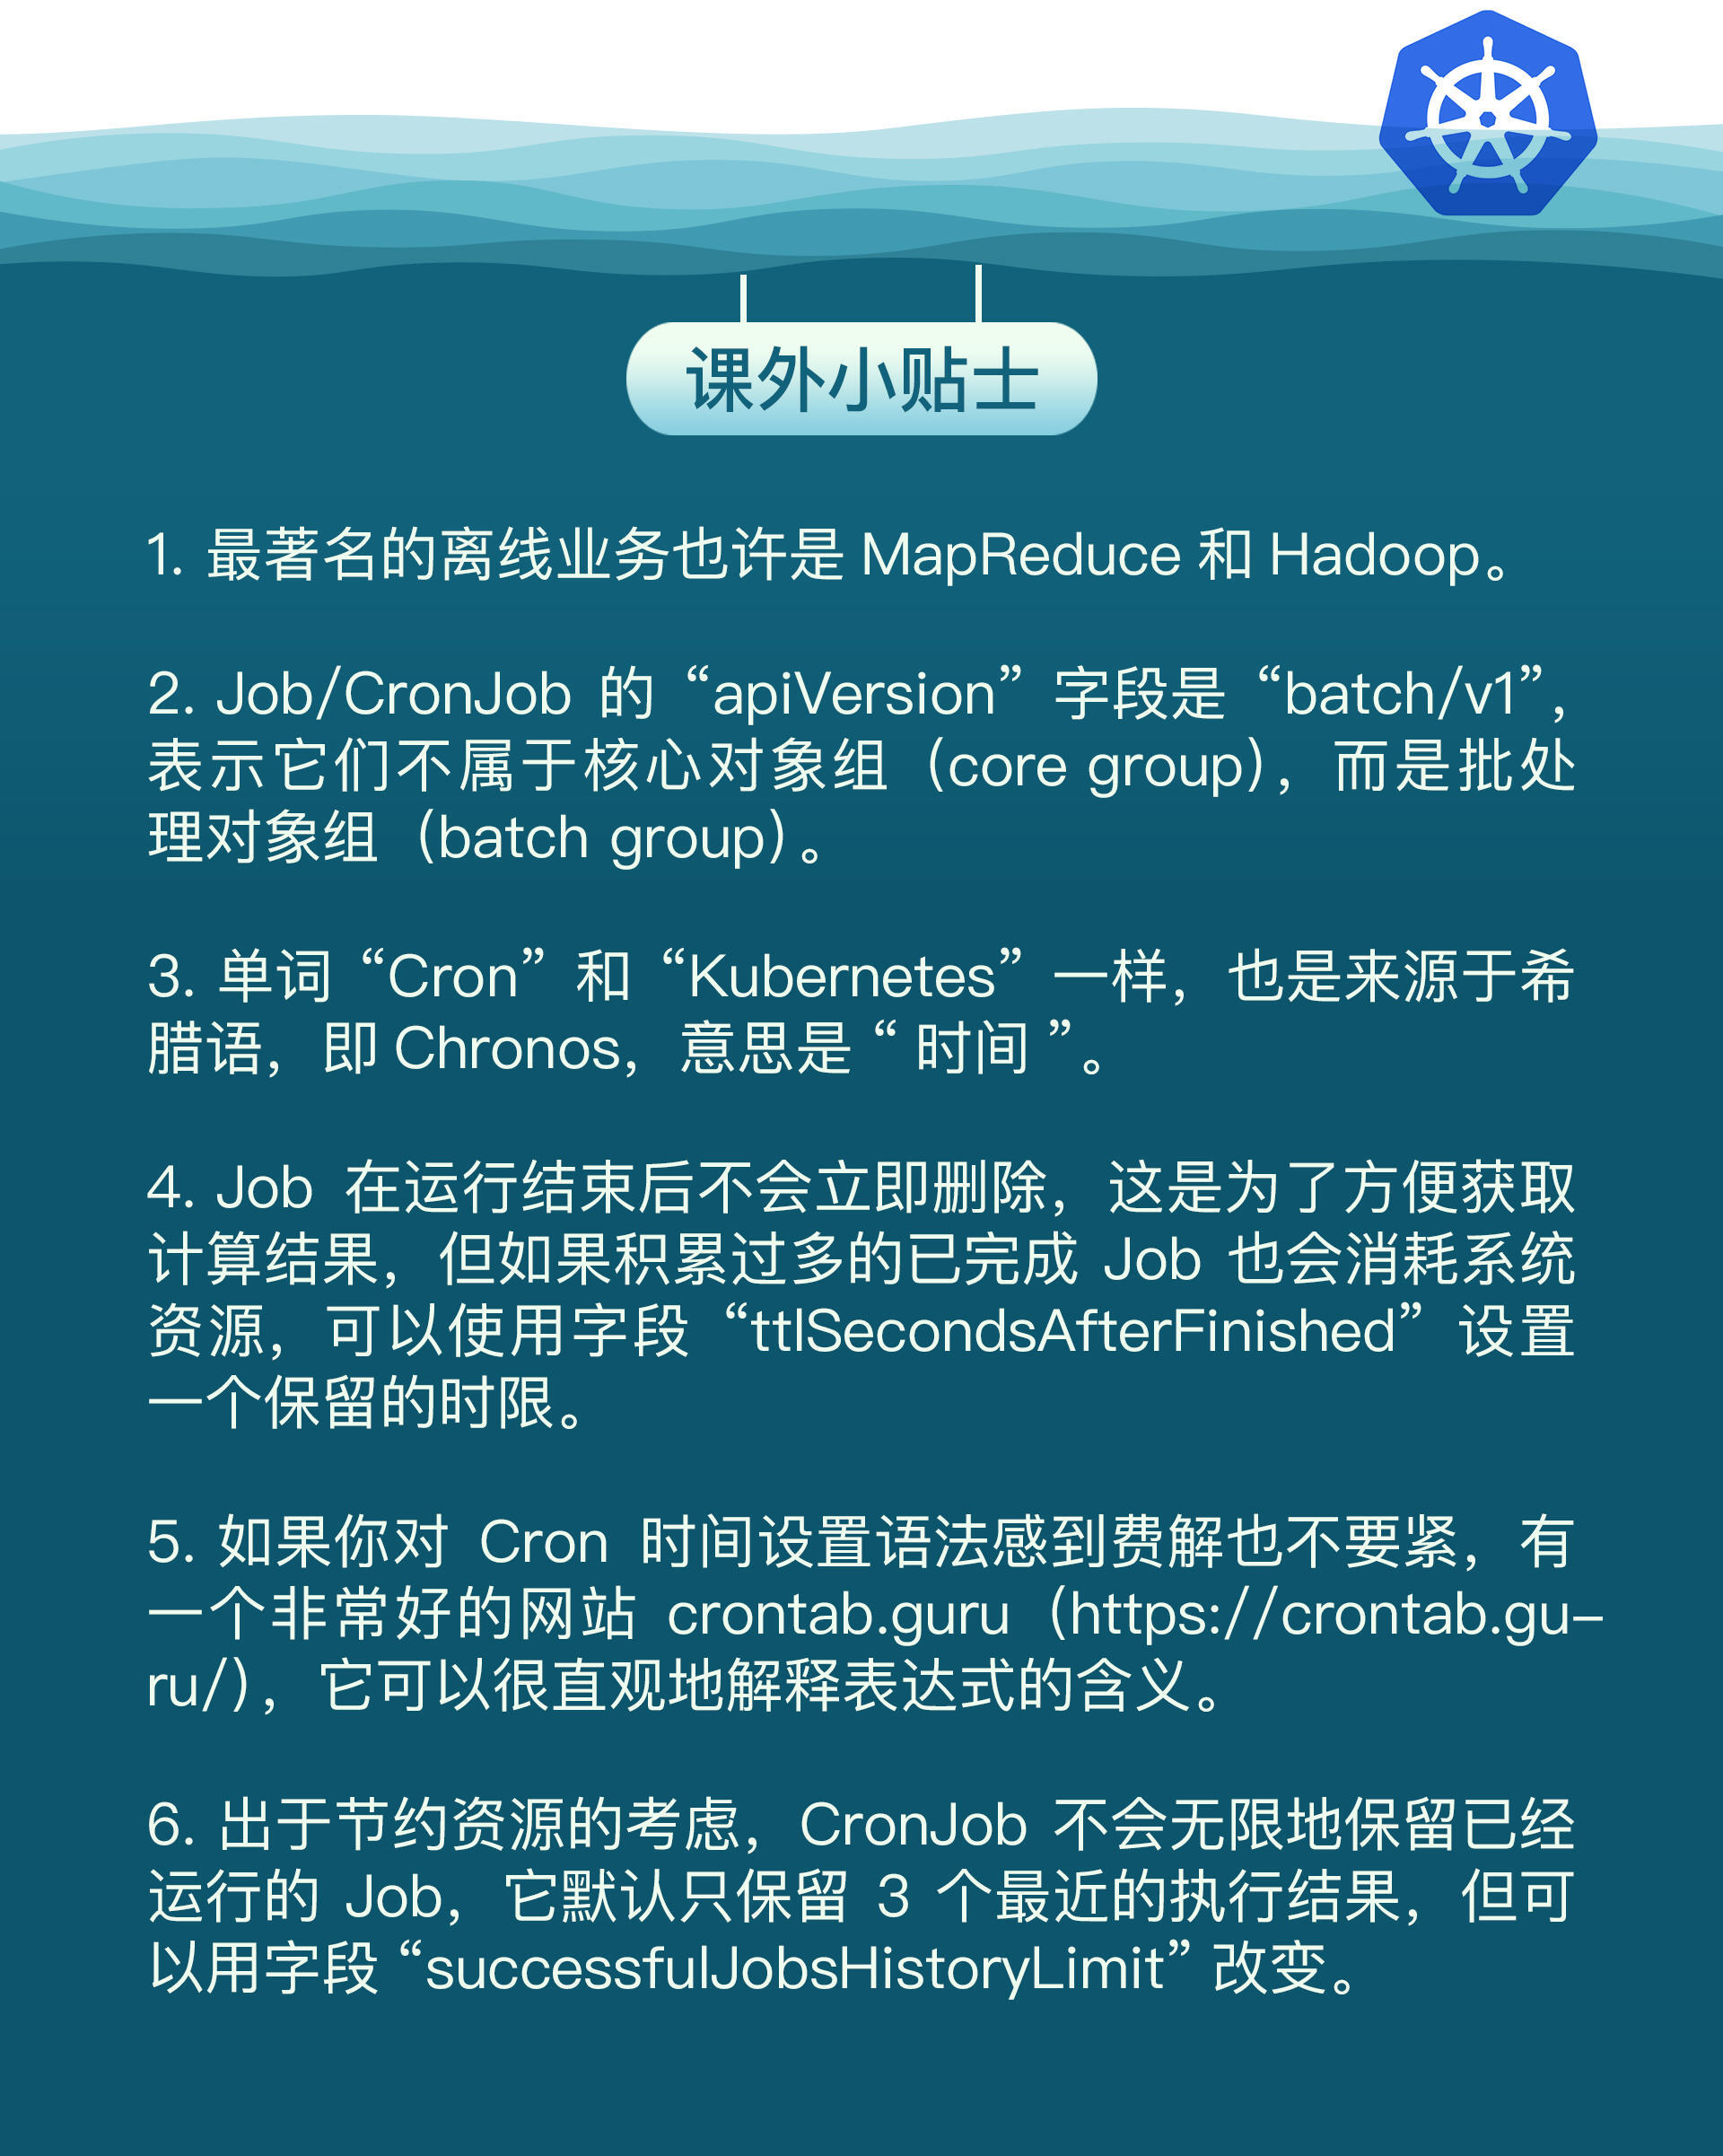 课外小贴士
1. 最著名的离线业务也许是 MapReduce 和 Hadoop。
2. Job/CronJob 的 “apiVersion” 字段是 “batch/v1”，
表示它们不属于核心对象组（core group），而是批处
理对象组（batch group）。
3. 单词 “Cron” 和 “Kubernetes” 一样，也是来源于希
腊语，即 Chronos，意思是 “ 时间 ”。
4. Job 在运行结束后不会立即删除，这是为了方便获取
计算结果，但如果积累过多的已完成 Job 也会消耗系统
资源，可以使用字段 “ttlSecondsAfterFinished” 设置
一个保留的时限。
5. 如果你对 Cron 时间设置语法感到费解也不要紧，有
一个非常好的网站 crontab.guru（https://crontab.gu-
ru/），它可以很直观地解释表达式的含义。
6. 出于节约资源的考虑，CronJob 不会无限地保留已经
运行的 Job，它默认只保留 3 个最近的执行结果，但可
以用字段 “successfulJobsHistoryLimit” 改变。